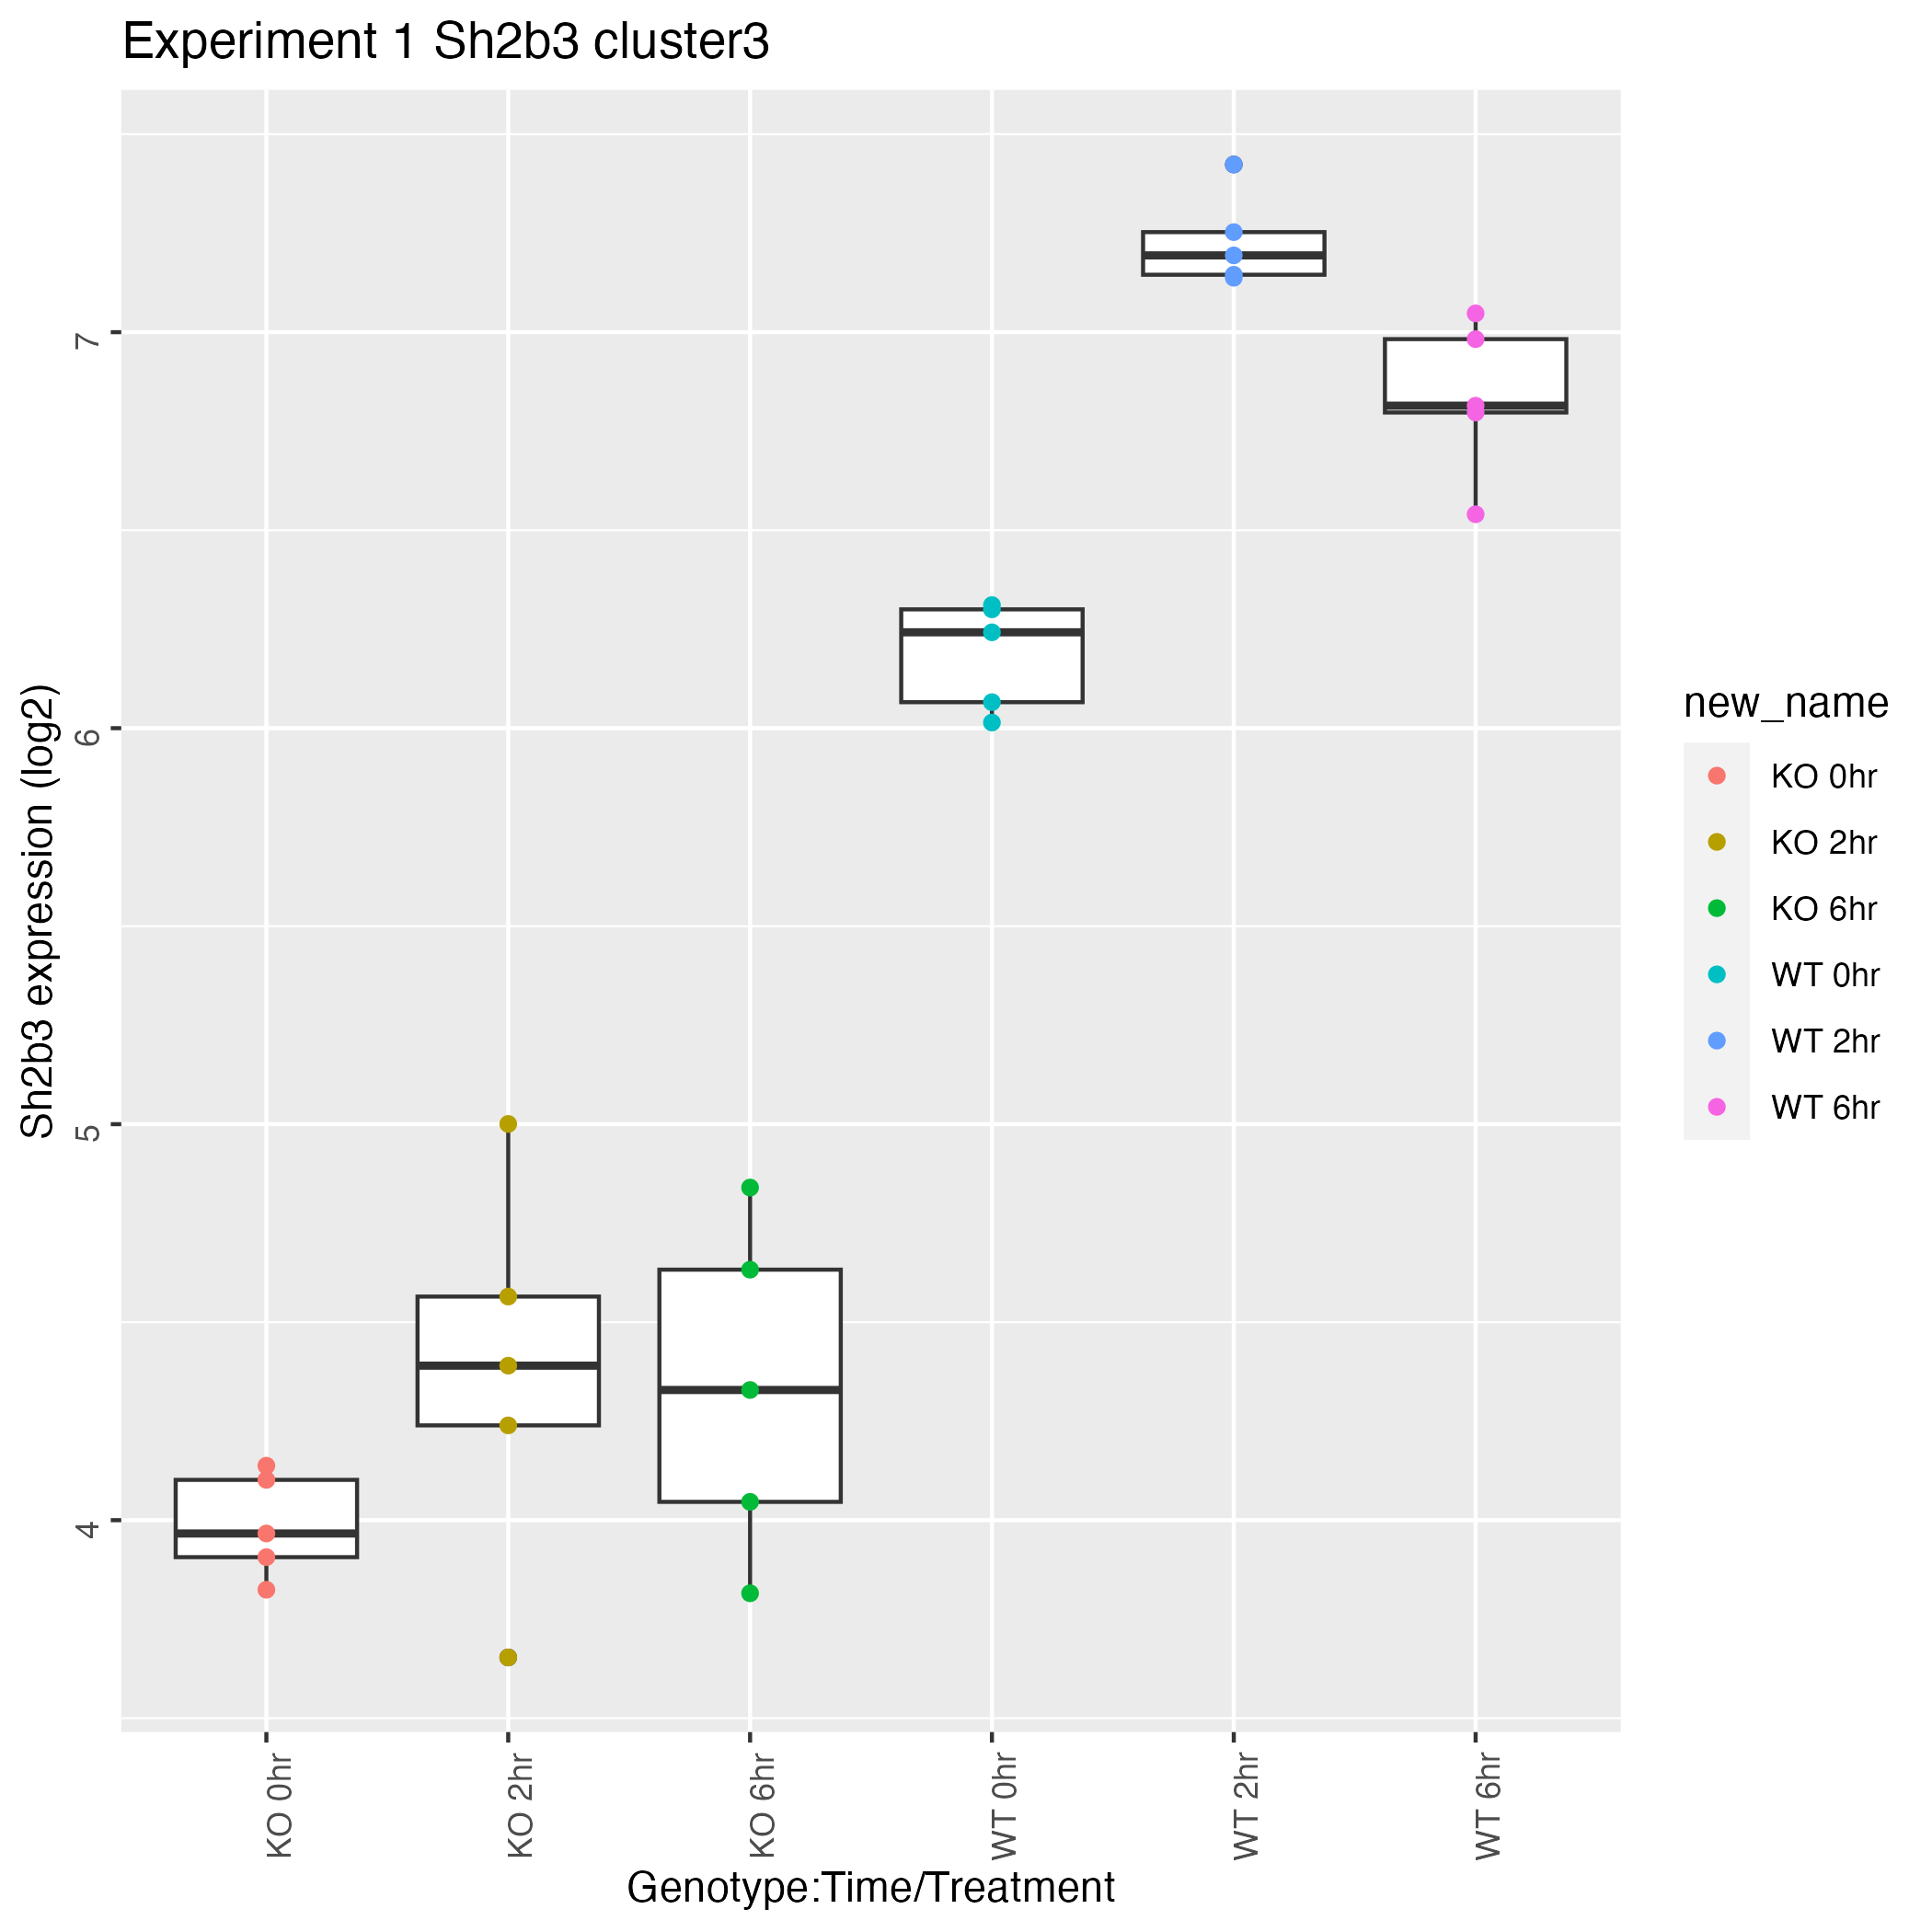 Experiment 1 Sh2b3 cluster3
Sh2b3 expression (log2)
7
6
5
4
KO 0hr
KO 2hr
KO 6hr
WT 0hr
WT 2hr
WT 6hr
Genotype:Time/Treatment
new_name
KO 0hr
KO 2hr
KO 6hr
WT 0hr
WT 2hr
WT 6hr